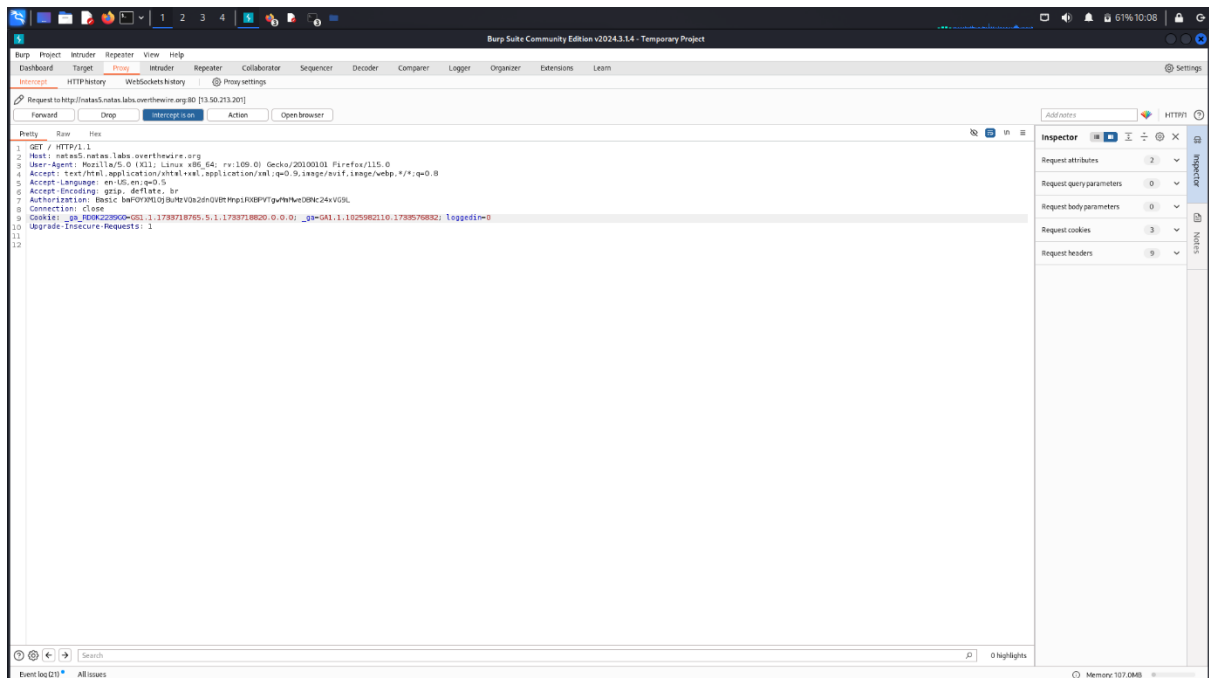 1 2 3 4 61% 10:08
Burp Suite Community Edition v2024.3.1.4 - Temporary Project
Burp Project Intruder Repeater View Help
Dashboard Target Proxy Intruder Repeater Collaborator Sequencer Decoder Comparer Logger Organizer Extensions Learn Settings
Intercept HTTP history WebSockets history Proxy settings
Request to http://natas5.natas.labs.overthewire.org:80 [13.50.213.201]
Forward Drop Intercept is on Action Open browser Add notes HTTP/1
Pretty Raw Hex \n
Inspector
1 GET / HTTP/1.1
2 Host: natas5.natas.labs.overthewire.org
3 User-Agent: Mozilla/5.0 (X11; Linux x86_64; rv:109.0) Gecko/20100101 Firefox/115.0
4 Accept: text/html,application/xhtml+xml,application/xml;q=0.9,image/avif,image/webp,*/*;q=0.8
5 Accept-Language: en-US,en;q=0.5
6 Accept-Encoding: gzip, deflate, br
7 Authorization: Basic
8 Connection: close
9 Cookie: _ga_RD0K2239G0=GS1.1.1733718765.5.1.1733718820.0.0.0; _ga=GA1.1.1025982110.1733576832; loggedin=0
10 Upgrade-Insecure-Requests: 1
11
12
Request attributes 2
Request query parameters 0
Request body parameters 0
Request cookies 3
Request headers 9
Inspector
Notes
Search 0 highlights
Event log (21) All issues Memory: 107.0MB